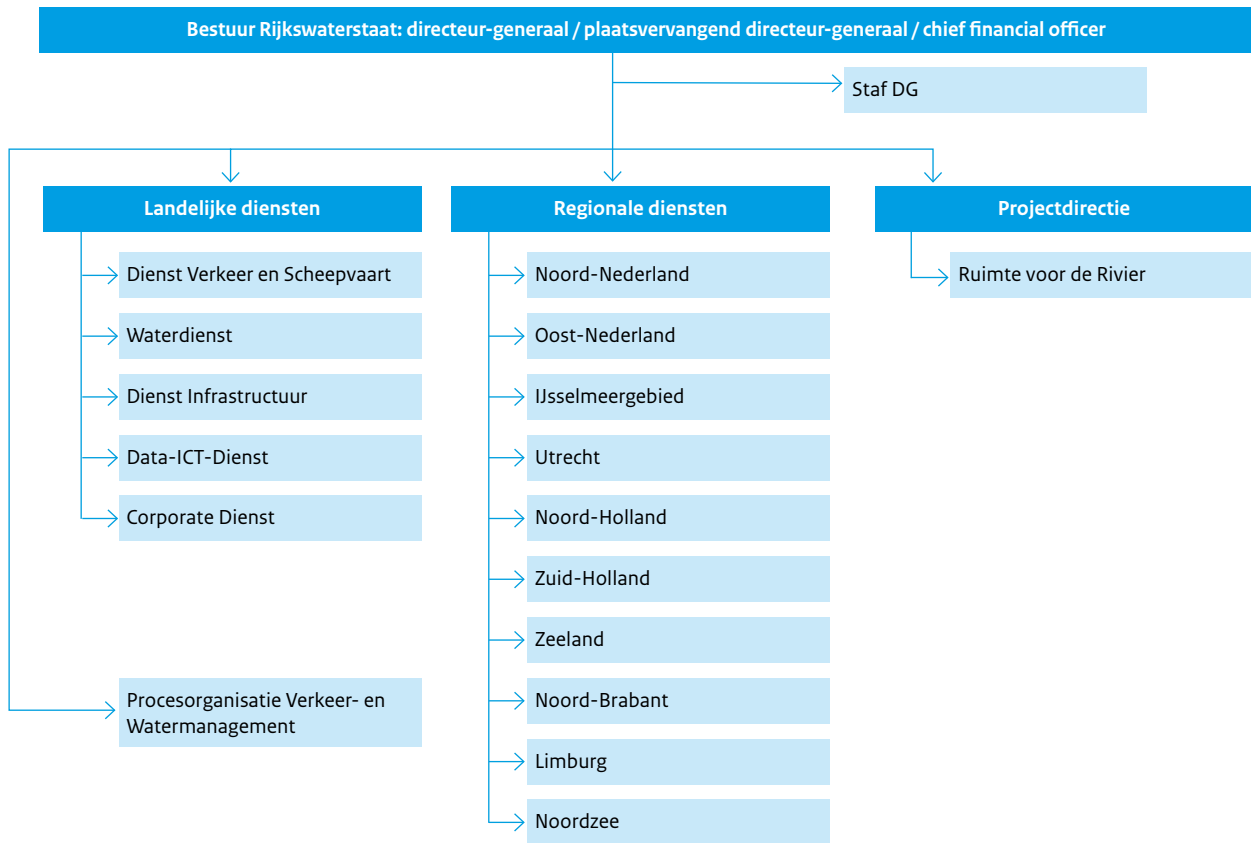 Bestuur Rijkswaterstaat: directeur-generaal / plaatsvervangend directeur-generaal / chief financial officer
Staf DG
Landelijke diensten
Dienst Verkeer en Scheepvaart
Waterdienst
Dienst Infrastructuur
Data-ICT-Dienst
Corporate Dienst
Procesorganisatie Verkeer- en
Watermanagement
Regionale diensten
Noord-Nederland
Oost-Nederland
IJsselmeergebied
Utrecht
Noord-Holland
Zuid-Holland
Zeeland
Noord-Brabant
Limburg
Noordzee
Projectdirectie
Ruimte voor de Rivier